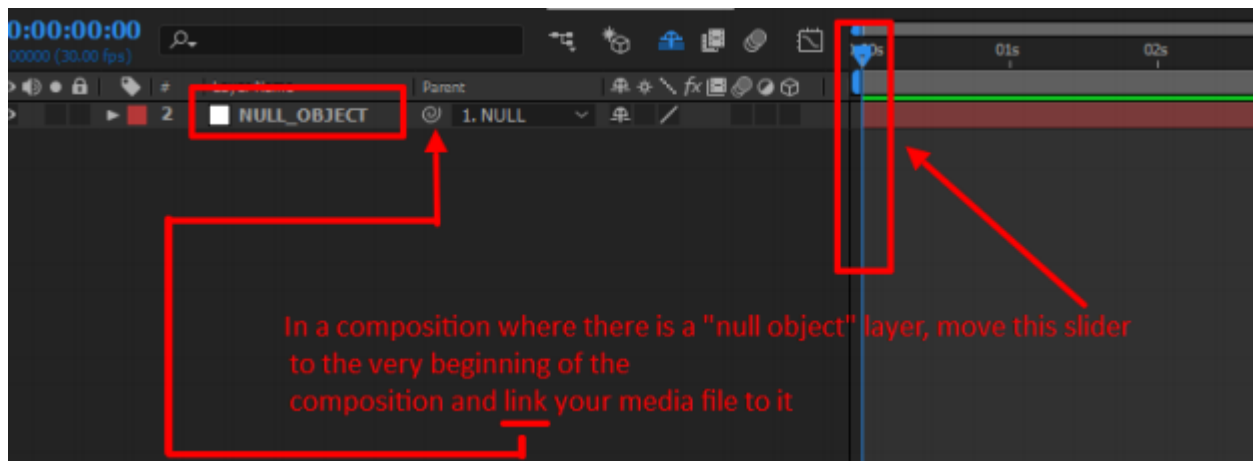 0:00:00:00
00000 (30.00 fps)
01s
02s
#
Parent
2 NULL_OBJECT 1. NULL
In a composition where there is a "null object" layer, move this slider
to the very beginning of the
composition and link your media file to it